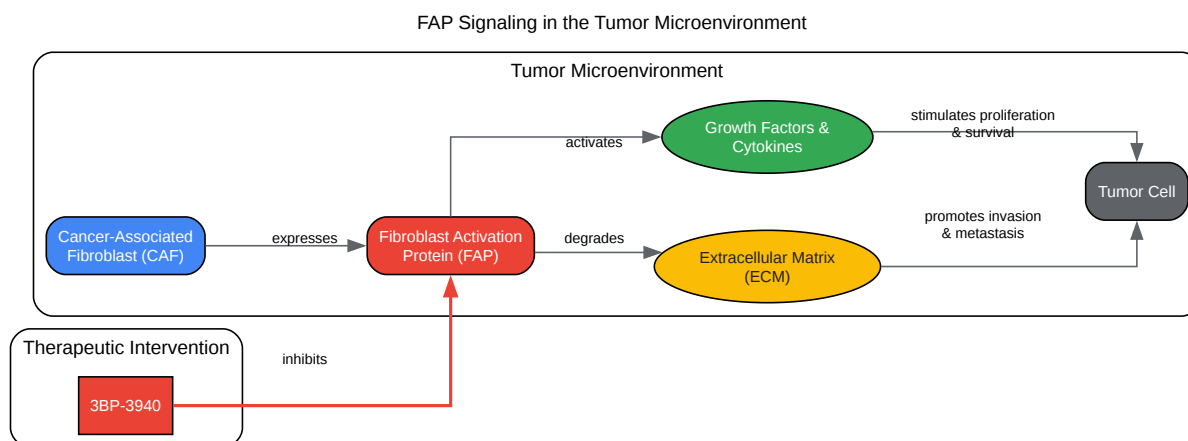 FAP Signaling in the Tumor Microenvironment
Tumor Microenvironment
Growth Factors &
Cytokines
stimulates proliferation
& survival
activates
Tumor Cell
Cancer-Associated
Fibroblast (CAF)
expresses
Fibroblast Activation
Protein (FAP)
degrades
Extracellular Matrix
(ECM)
promotes invasion
& metastasis
Therapeutic Intervention
inhibits
3BP-3940